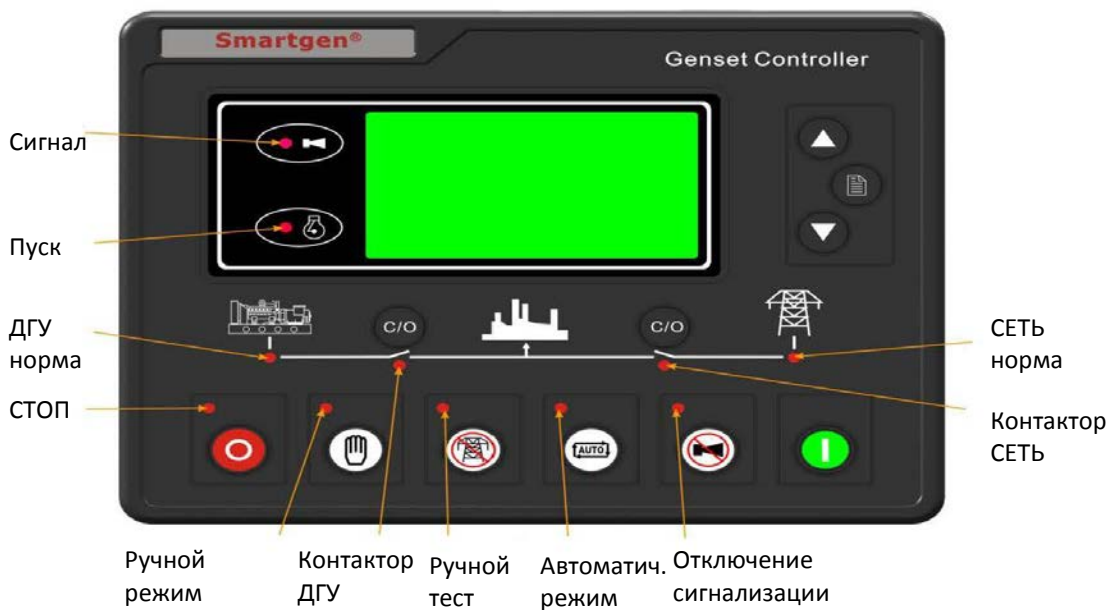 Smartgen®
Genset Controller
Сигнал
Пуск
ДГУ
норма
C/O
C/O
СЕТЬ
норма
СТОП
Контактор
СЕТЬ
AUTO
Ручной
режим
Контактор
ДГУ
Ручной
тест
Автоматич.
режим
Отключение
сигнализации